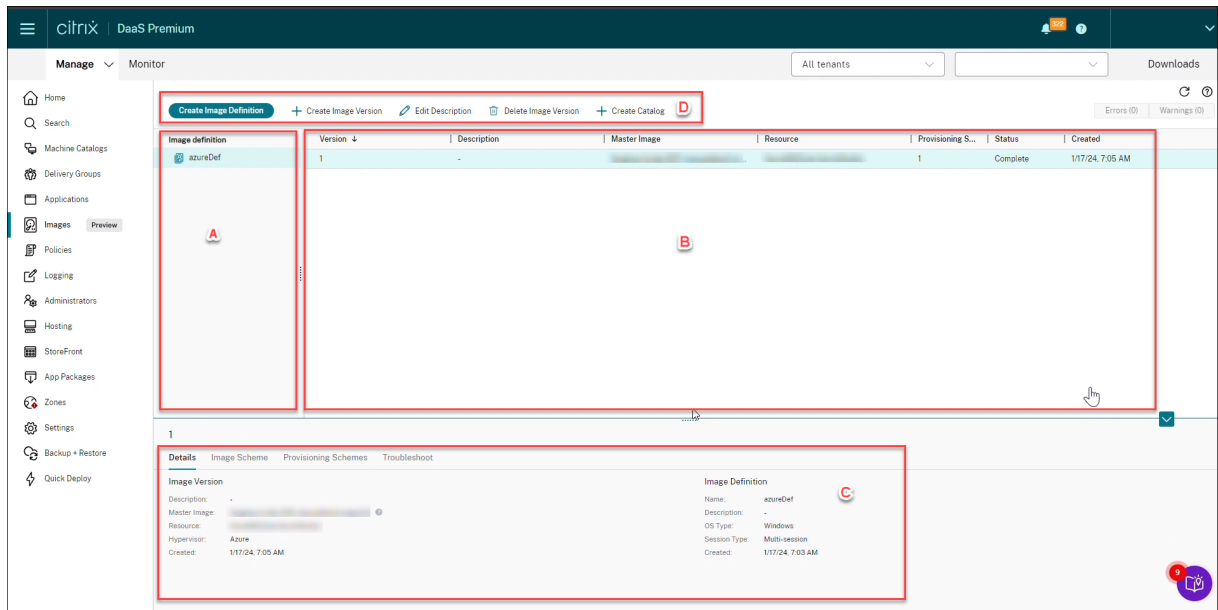 citrix | DaaS Premium
322
Manage Monitor
All tenants
Downloads
Home
Search
Machine Catalogs
Delivery Groups
Applications
Images Preview
Policies
Logging
Administrators
Hosting
StoreFront
App Packages
Zones
Settings
Backup + Restore
Quick Deploy
Create Image Definition + Create Image Version Edit Description Delete Image Version + Create Catalog D
Errors (0) Warnings (0)
Image definition
azureDef
A
Version ↓ Description Master Image Resource Provisioning S... Status Created
1 - 1 Complete 1/17/24, 7:05 AM
B
1
Details Image Scheme Provisioning Schemes Troubleshoot
Image Version
Description: -
Master Image:
Resource:
Hypervisor: Azure
Created: 1/17/24, 7:05 AM
Image Definition
Name: azureDef
Description: -
OS Type: Windows
Session Type: Multi-session
Created: 1/17/24, 7:03 AM
C
9